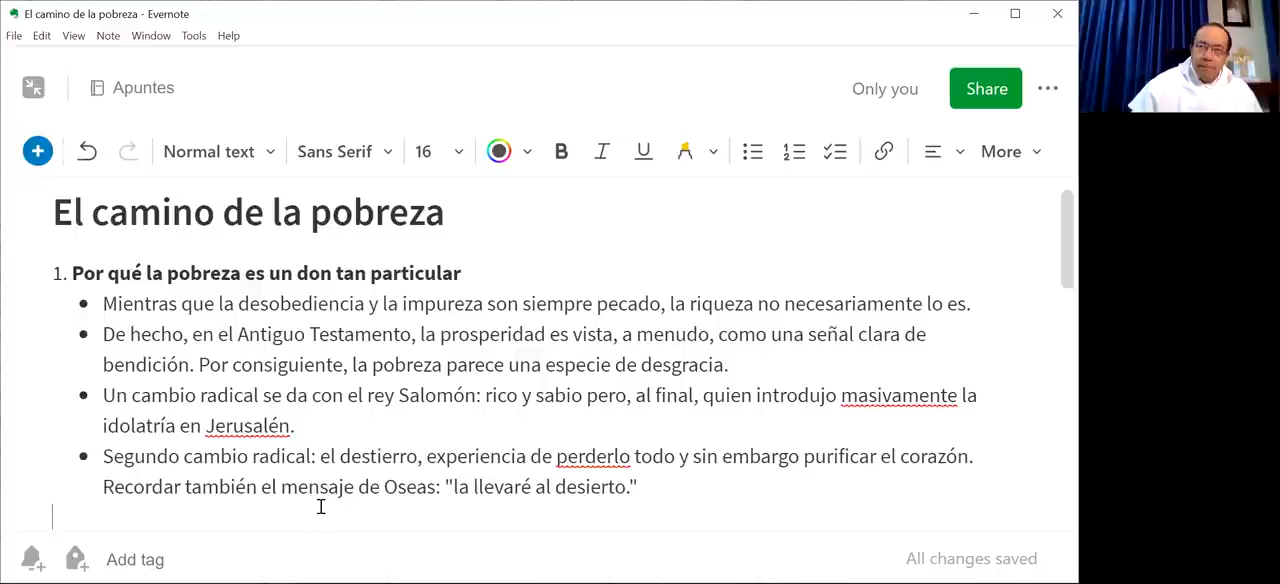 El camino de la pobreza - Evernote
File Edit View Note Window Tools Help
Apuntes
Only you
Share
Normal text
Sans Serif
16
B I U A
More
El camino de la pobreza
1. Por qué la pobreza es un don tan particular
• Mientras que la desobediencia y la impureza son siempre pecado, la riqueza no necesariamente lo es.
• De hecho, en el Antiguo Testamento, la prosperidad es vista, a menudo, como una señal clara de
bendición. Por consiguiente, la pobreza parece una especie de desgracia.
• Un cambio radical se da con el rey Salomón: rico y sabio pero, al final, quien introdujo masivamente la
idolatría en Jerusalén.
• Segundo cambio radical: el destierro, experiencia de perderlo todo y sin embargo purificar el corazón.
Recordar también el mensaje de Oseas: "la llevaré al desierto."
Add tag
All changes saved